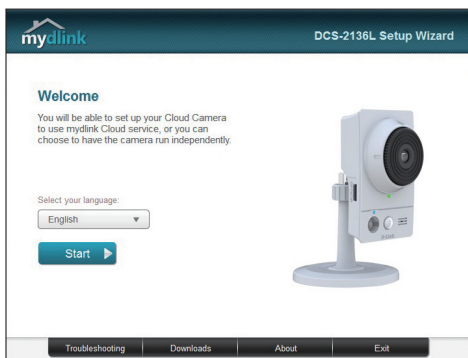 mydlink
DCS-2136L Setup Wizard
Welcome
You will be able to set up your Cloud Camera
to use mydlink Cloud service, or you can
choose to have the camera run independently.
Select your language:
English
Start
Troubleshooting
Downloads
About
Exit